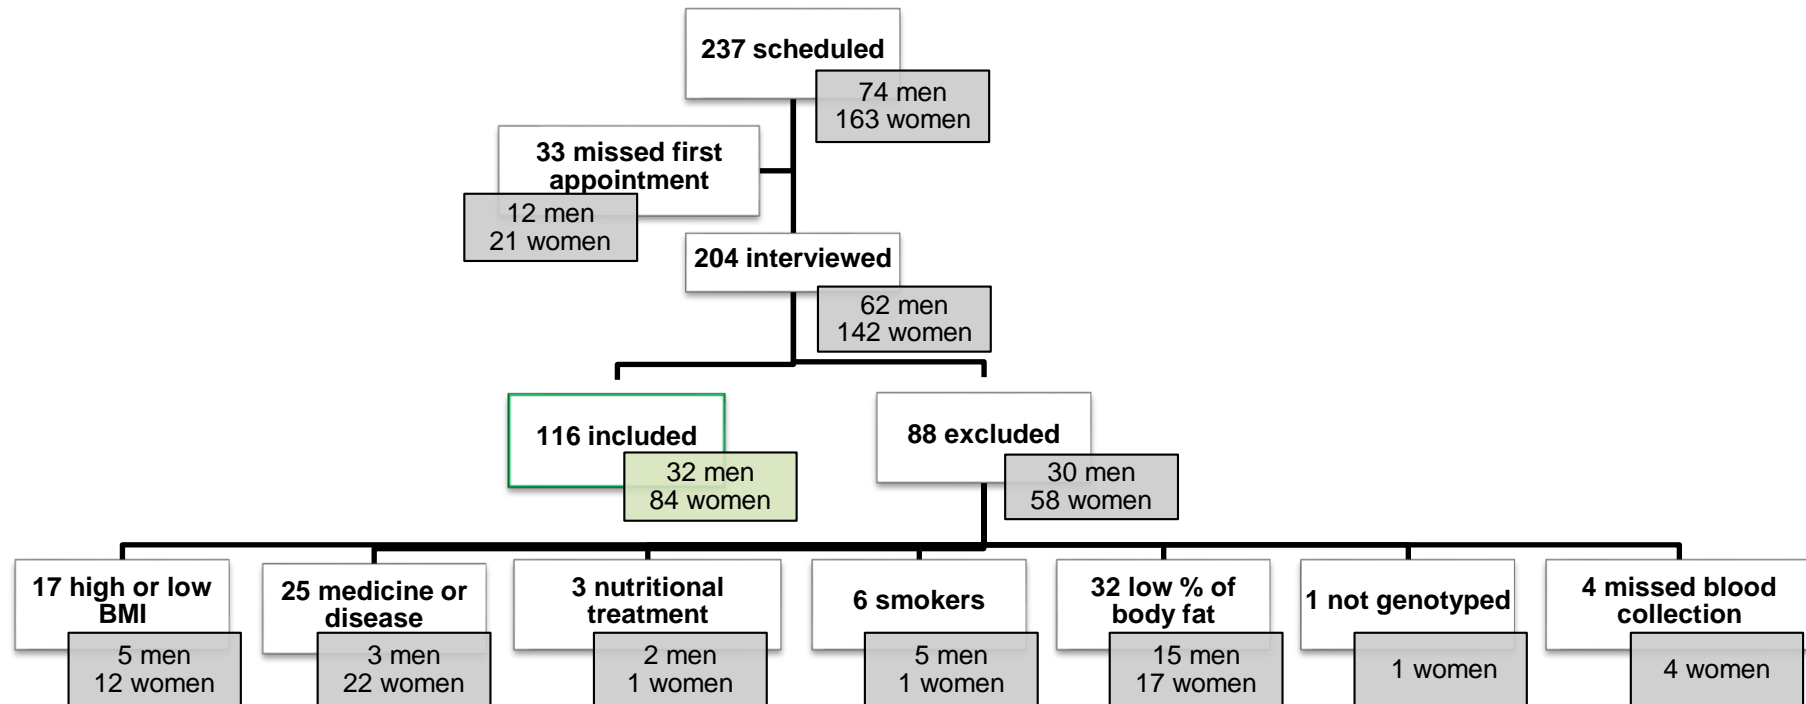 237 scheduled
74 men
163 women
33 missed first
appointment
12 men
21 women
204 interviewed
62 men
142 women
116 included
32 men
84 women
88 excluded
30 men
58 women
17 high or low
BMI
5 men
12 women
25 medicine or
disease
3 men
22 women
3 nutritional
treatment
2 men
1 women
6 smokers
5 men
1 women
32 low % of
body fat
15 men
17 women
1 not genotyped
1 women
4 missed blood
collection
4 women